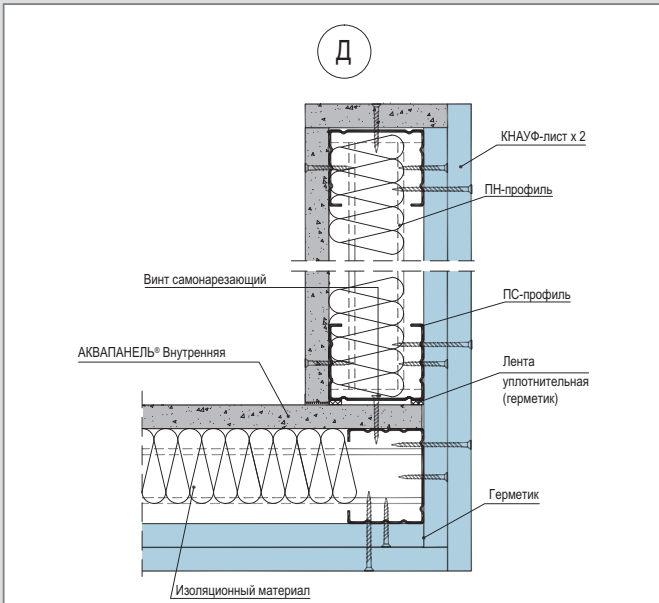 Д
КНАУФ-лист х 2
ПН-профиль
Винт самонарезающий
ПС-профиль
АКВАПАНЕЛЬ® Внутренняя
Лента
уплотнительная
(герметик)
Герметик
Изоляционный материал